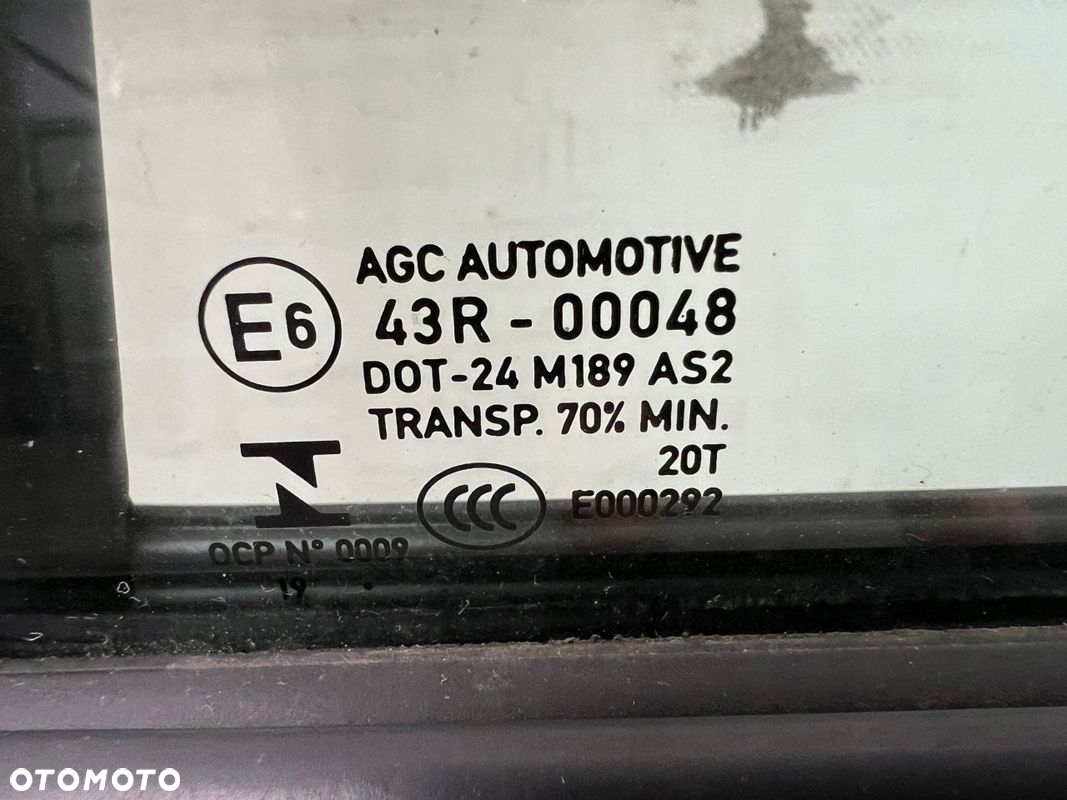 AGC AUTOMOTIVE
E6
43R - 00048
DOT-24 M189 AS2
TRANSP. 70% MIN.
20T
CCC
E000292
OCP N° 0009
19 .
OTOMOTO